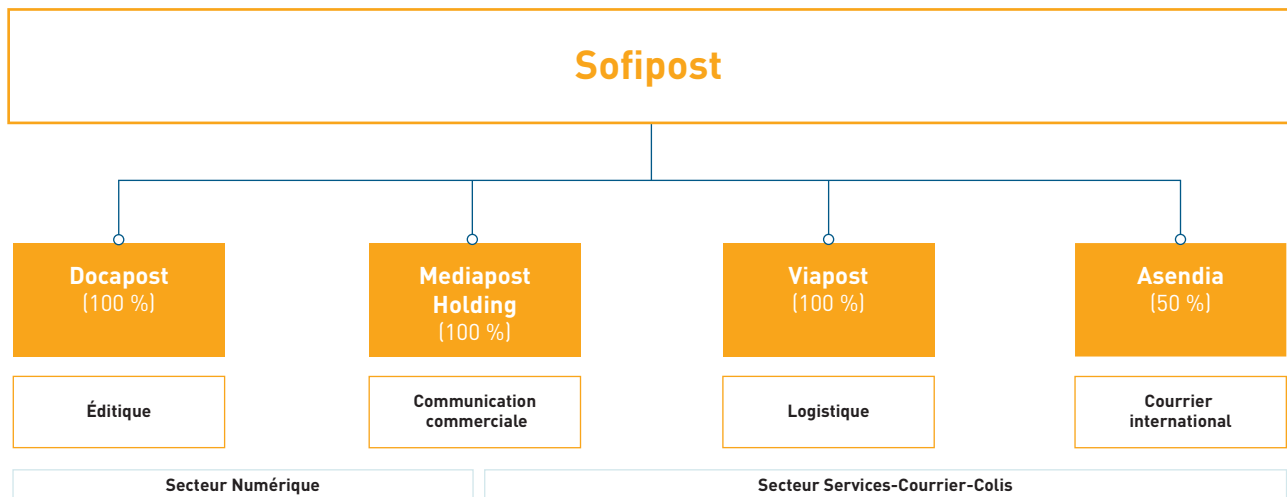 Sofipost
Docapost
(100 %)
Mediapost
Holding
(100 %)
Viapost
(100 %)
Asendia
(50 %)
Éditique
Communication
commerciale
Logistique
Courrier
international
Secteur Numérique
Secteur Services-Courrier-Colis